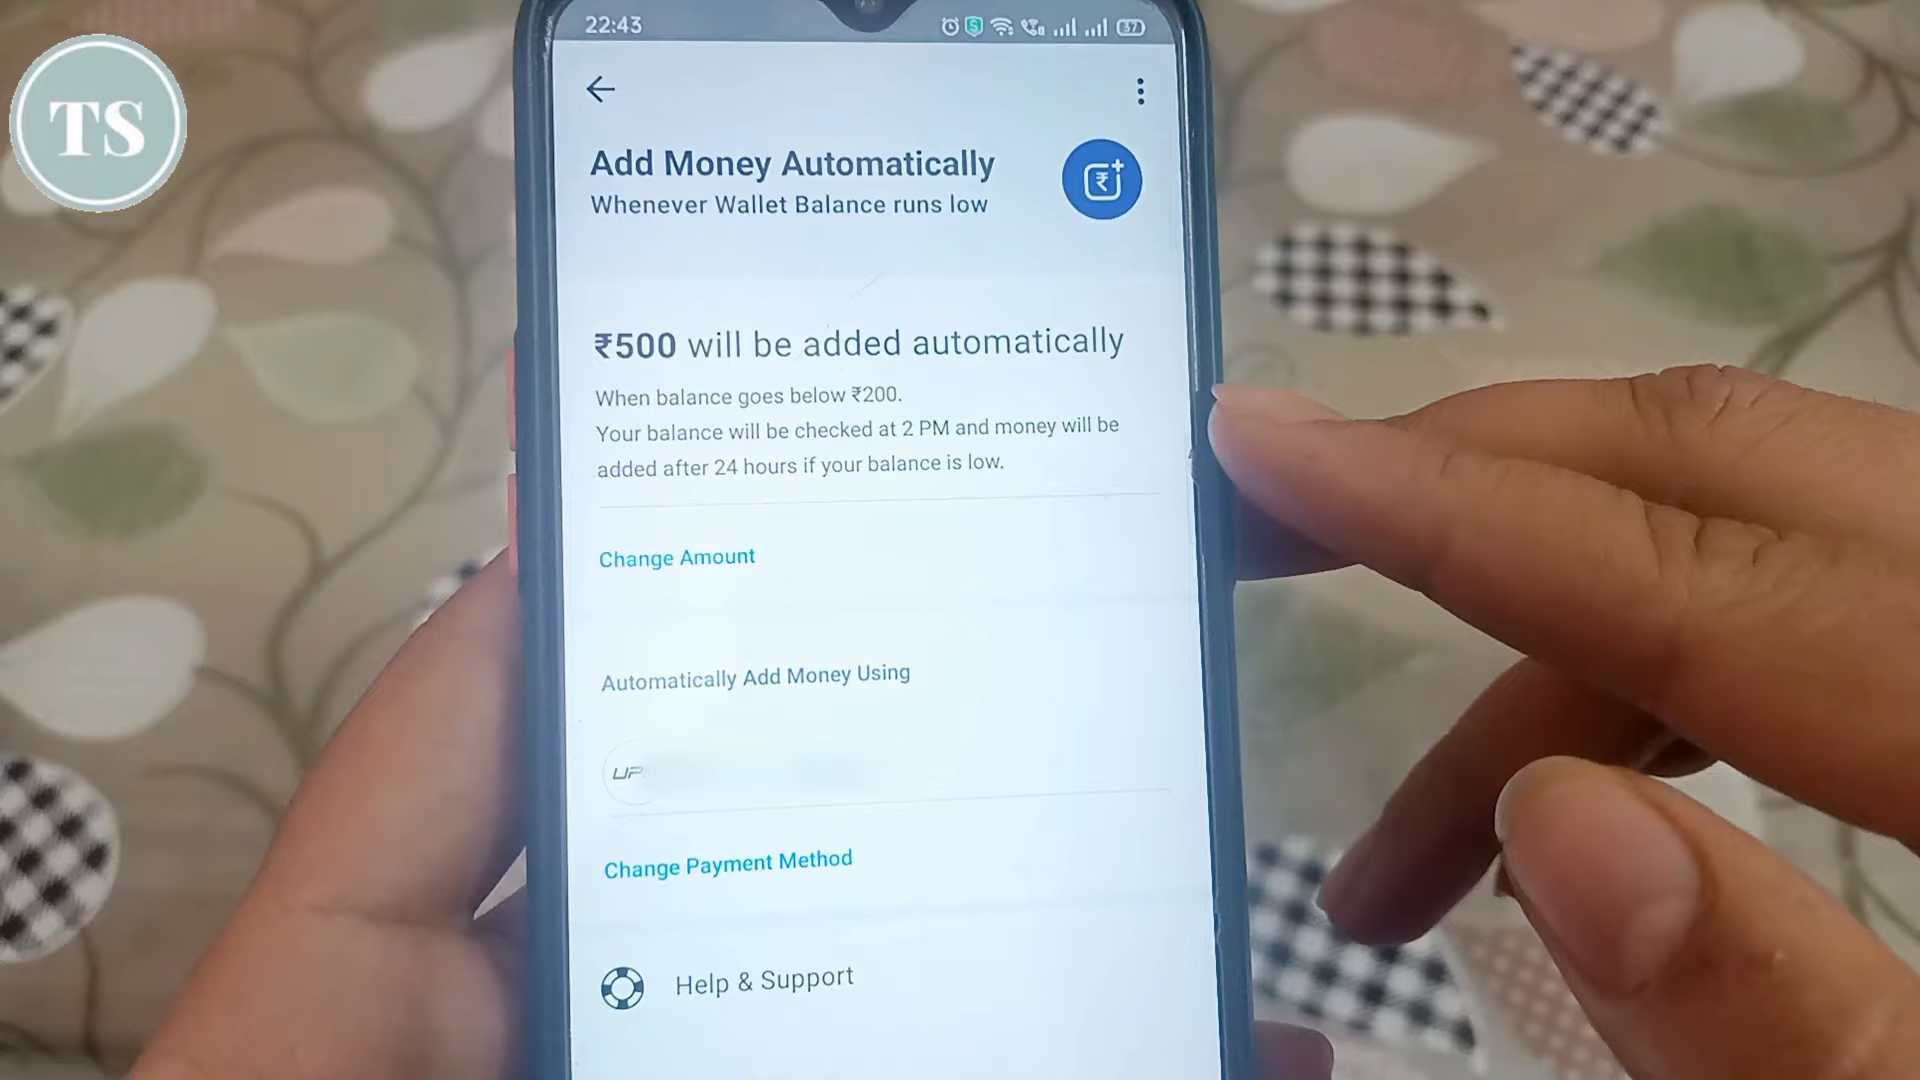 TS
22:43
37
Add Money Automatically
Whenever Wallet Balance runs low
₹500 will be added automatically
When balance goes below ₹200.
Your balance will be checked at 2 PM and money will be
added after 24 hours if your balance is low.
Change Amount
Automatically Add Money Using
UPI
Change Payment Method
Help & Support